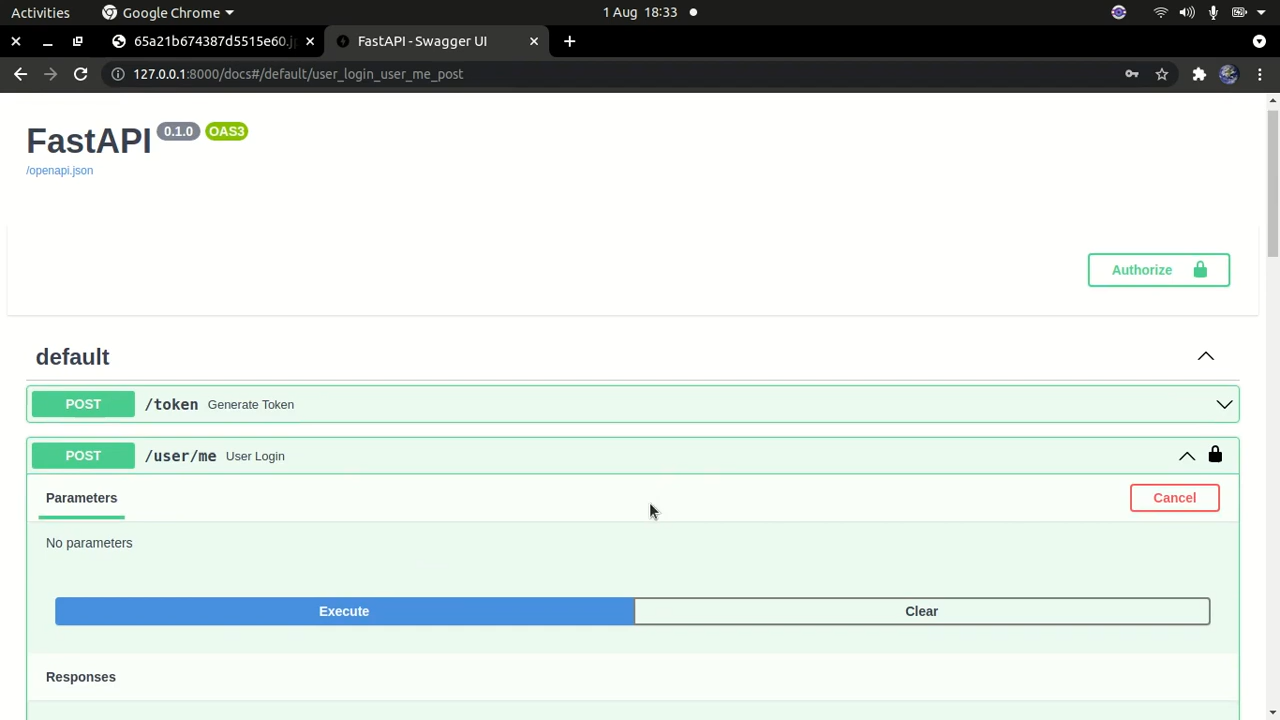 Activities Google Chrome 1 Aug 18:33
65a21b674387d5515e60.j FastAPI - Swagger UI
127.0.0.1:8000/docs#/default/user_login_user_me_post
FastAPI 0.1.0 OAS3
/openapi.json
Authorize
default
POST /token Generate Token
POST /user/me User Login
Parameters Cancel
No parameters
Execute Clear
Responses